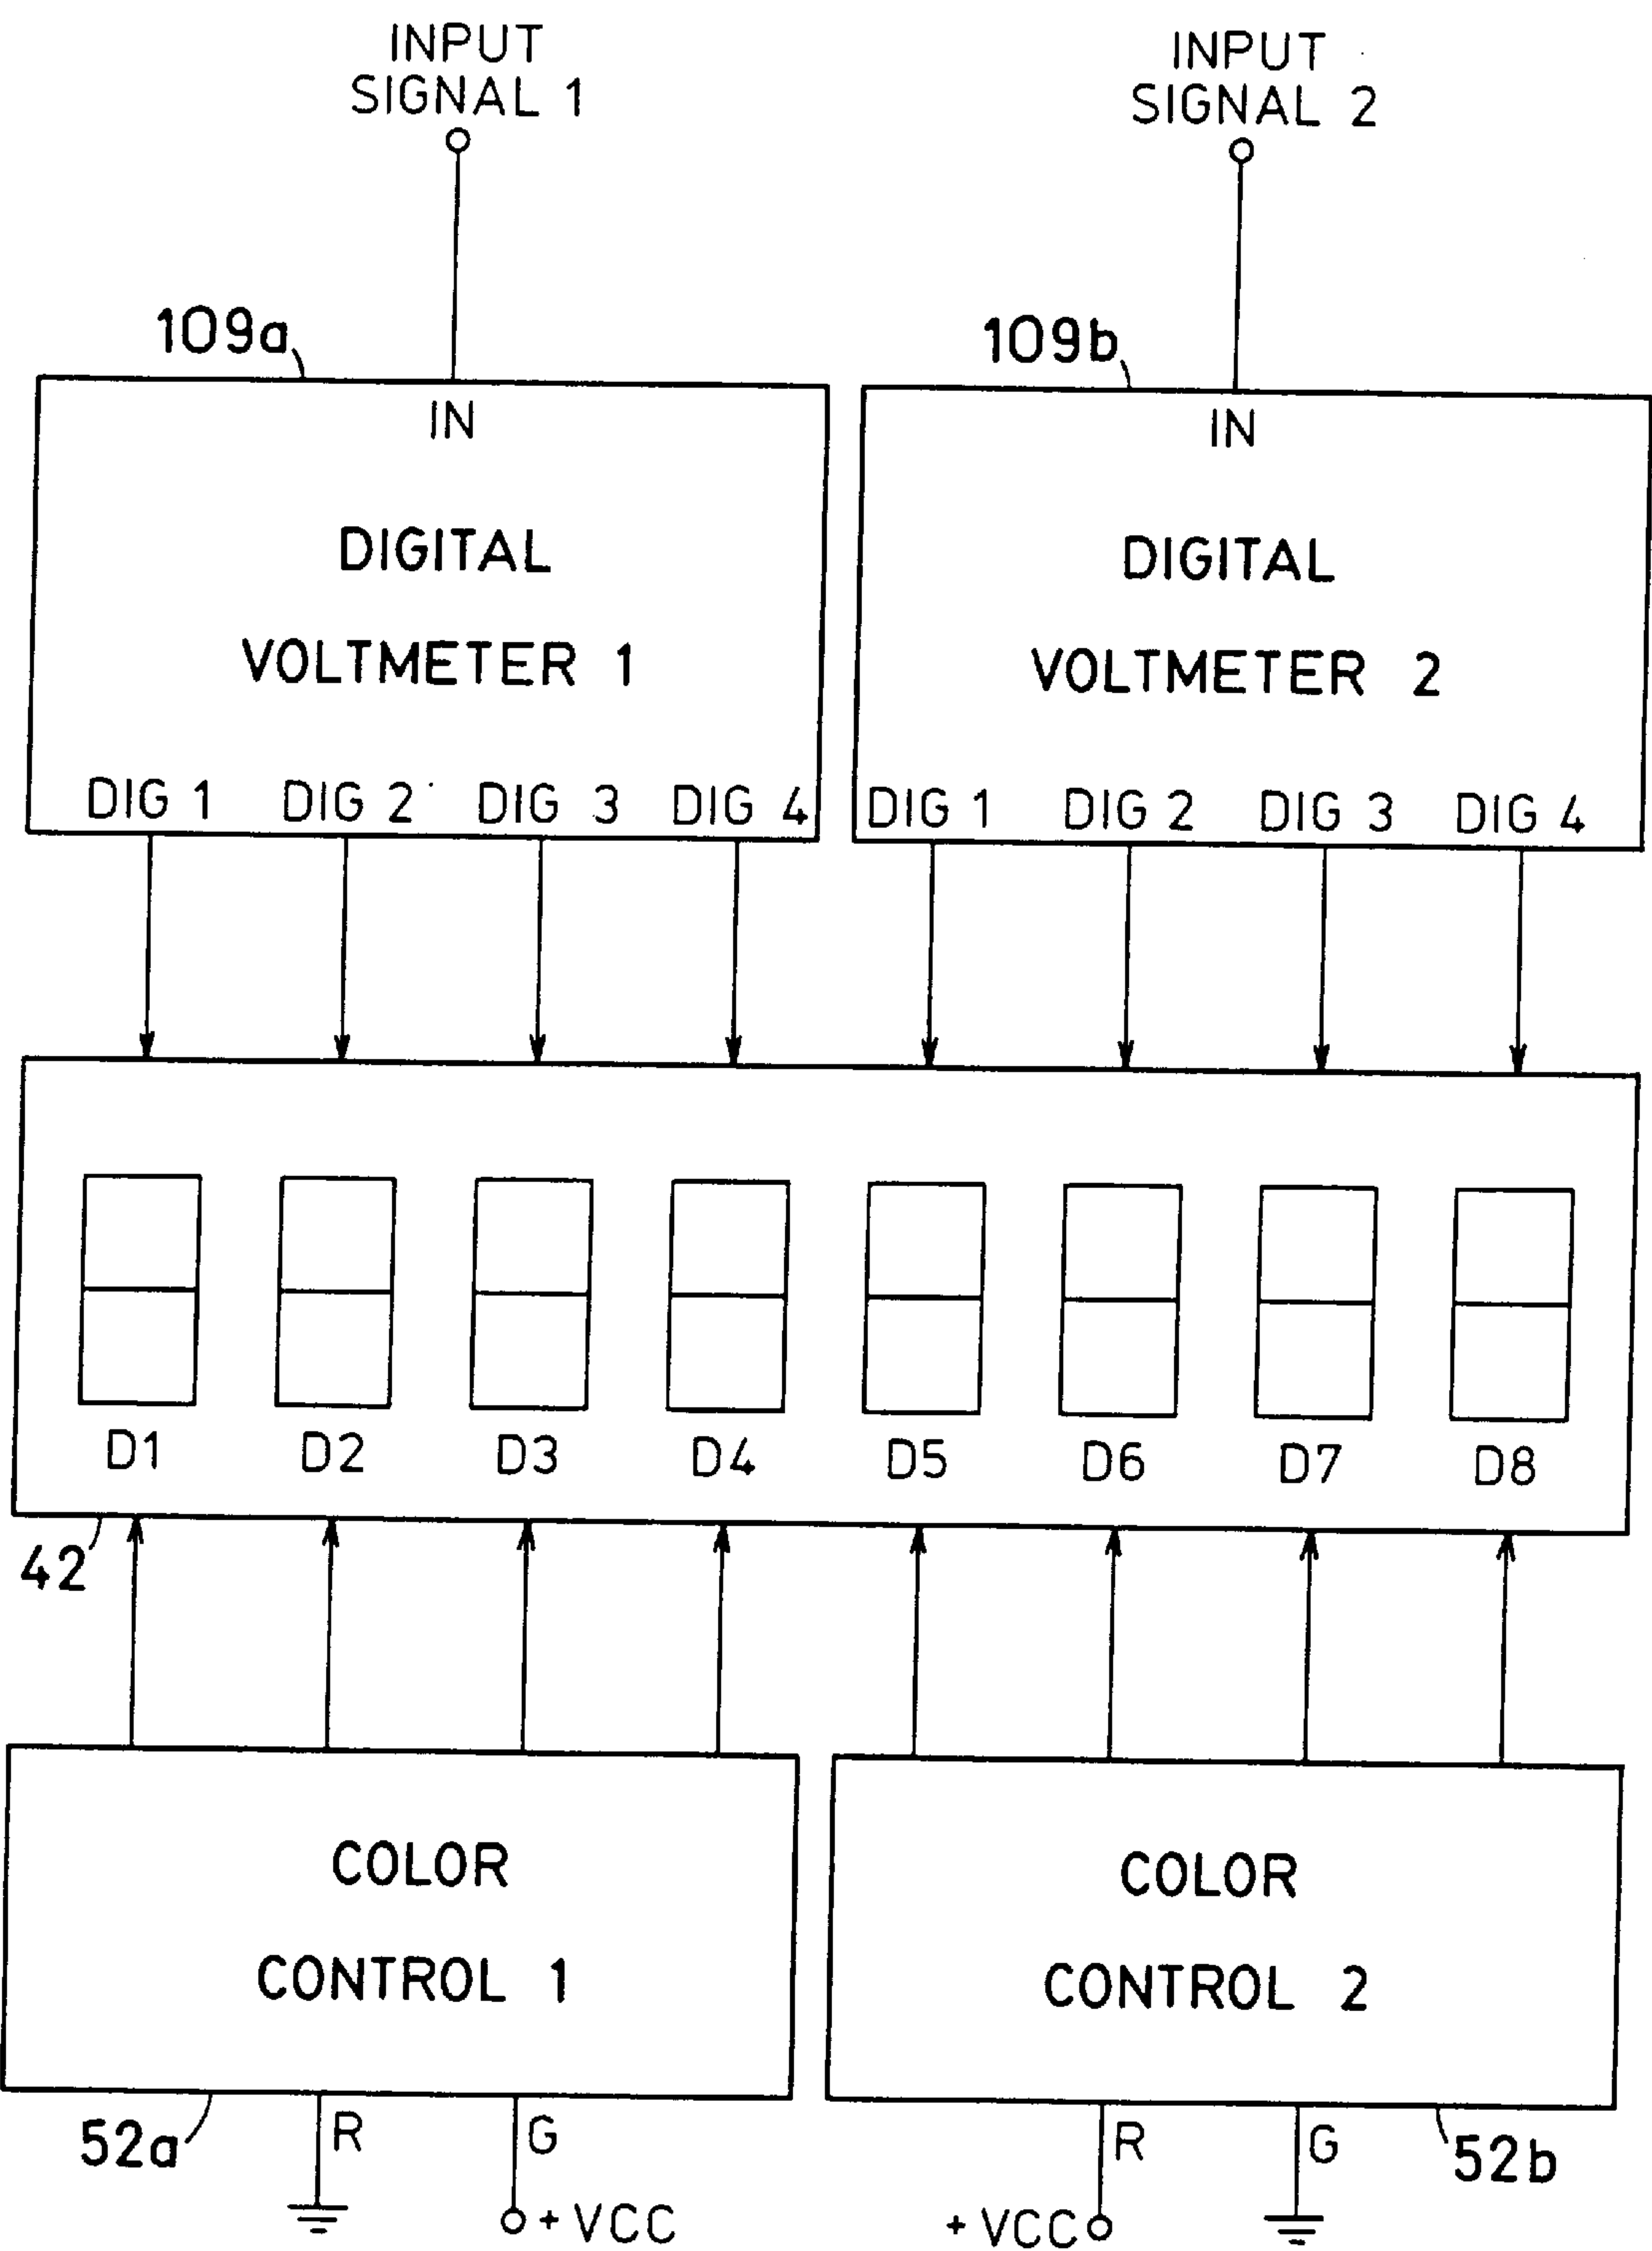 INPUT
SIGNAL 1
INPUT
SIGNAL 2
109a
109b
IN
DIGITAL
VOLTMETER 1
DIG 1 DIG 2 DIG 3 DIG 4
IN
DIGITAL
VOLTMETER 2
DIG 1 DIG 2 DIG 3 DIG 4
D1 D2 D3 D4 D5 D6 D7 D8
42
COLOR
CONTROL 1
COLOR
CONTROL 2
52a
R
G
+ VCC
R
G
+ VCC
52b